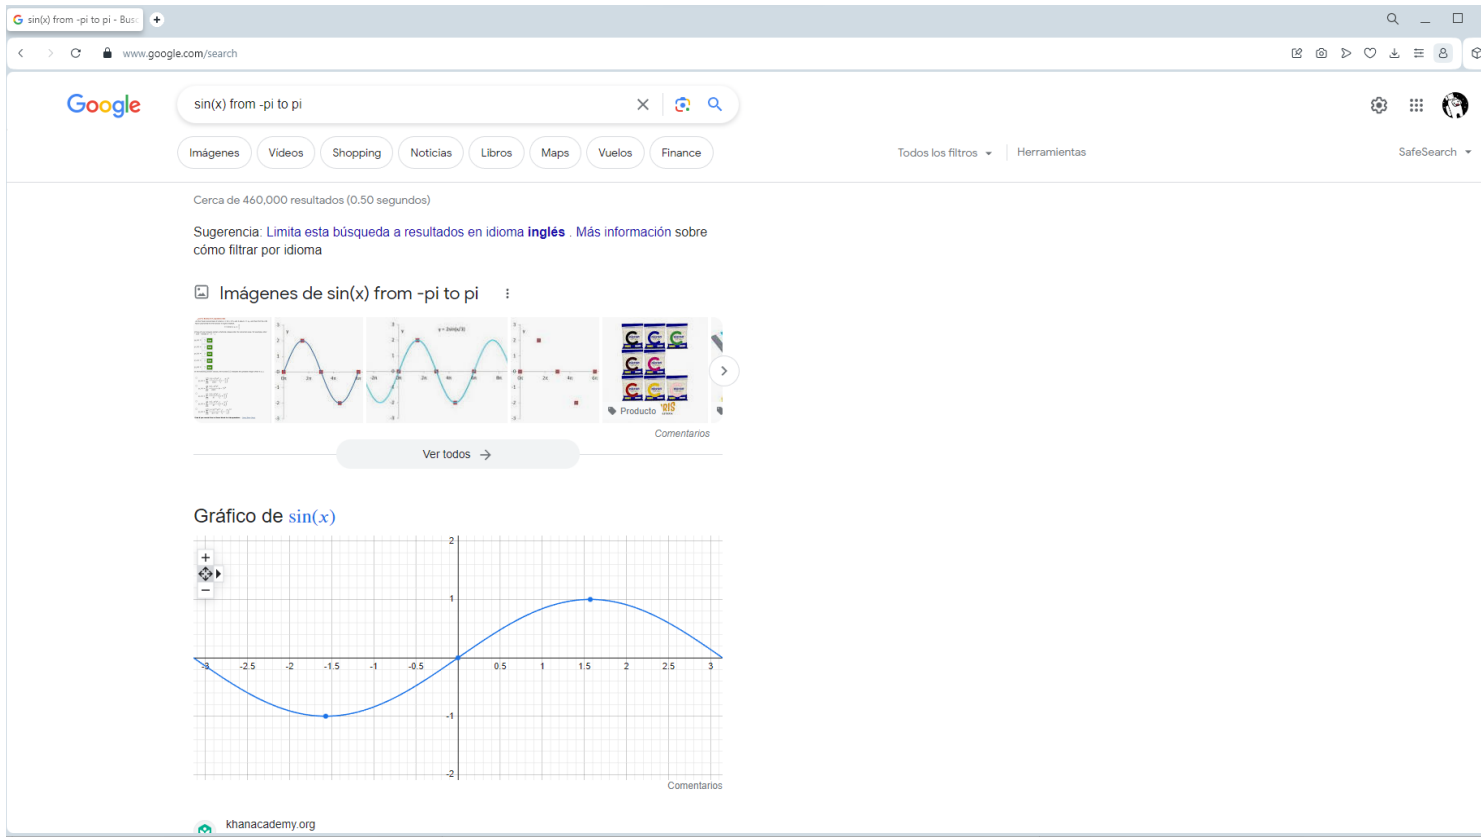 sin(x) from -pi to pi - Bus
www.google.com/search
Google
sin(x) from -pi to pi
Imágenes Vídeos Shopping Noticias Libros Maps Vuelos Finance
Todos los filtros Herramientas SafeSearch
Cerca de 460,000 resultados (0.50 segundos)
Sugerencia: Limita esta búsqueda a resultados en idioma inglés . Más información sobre
cómo filtrar por idioma
Imágenes de sin(x) from -pi to pi
y = 2sin(x/3)
Producto
Comentarios
Ver todos →
Gráfico de sin(x)
2
1
-3 -2.5 -2 -1.5 -1 -0.5 0.5 1 1.5 2 2.5 3
-1
-2
Comentarios
khanacademy.org